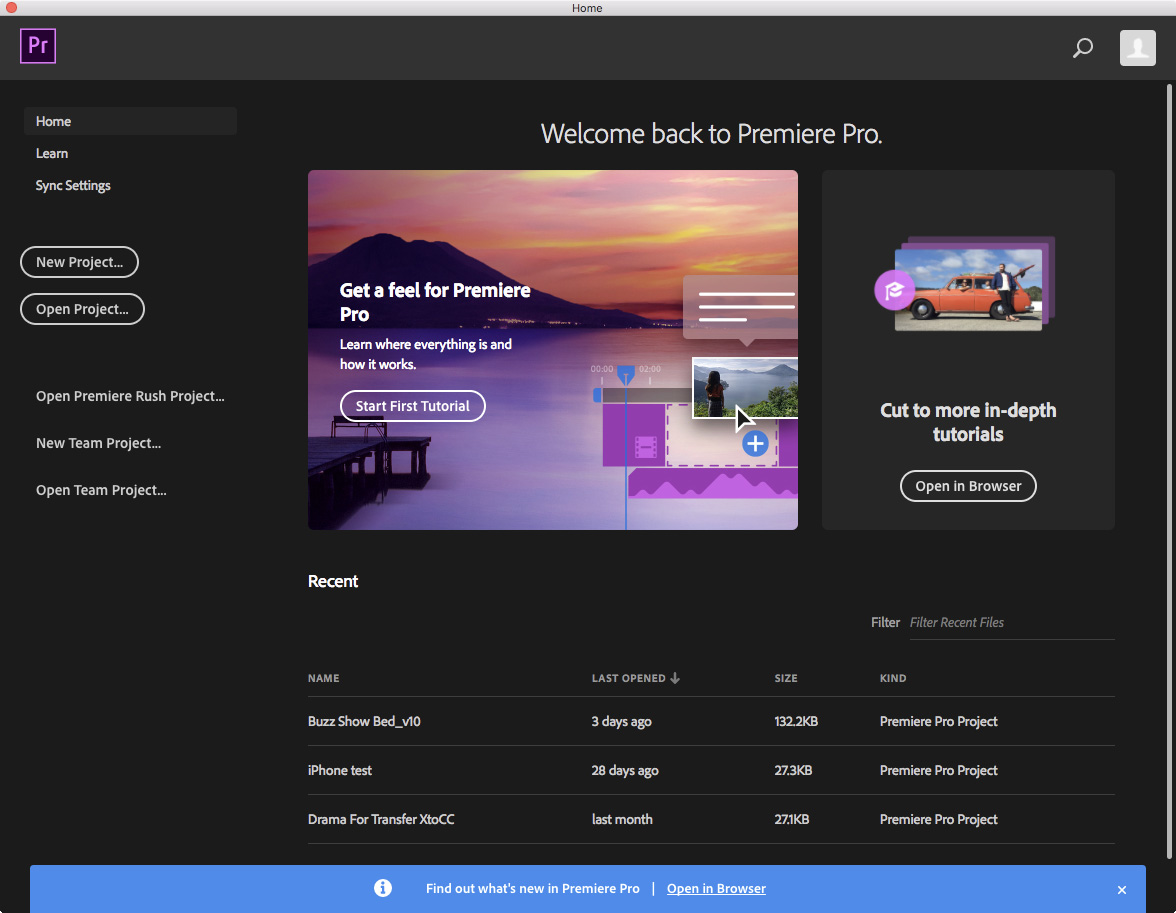 Home
Pr
Home
Learn
Sync Settings
New Project...
Open Project...
Open Premiere Rush Project...
New Team Project...
Open Team Project...
Welcome back to Premiere Pro.
Get a feel for Premiere
Pro
Learn where everything is and
how it works.
Start First Tutorial
00:00 02:00
Cut to more in-depth
tutorials
Open in Browser
Recent
Filter Filter Recent Files
NAME LAST OPENED SIZE KIND
Buzz Show Bed_v10 3 days ago 132.2KB Premiere Pro Project
iPhone test 28 days ago 27.3KB Premiere Pro Project
Drama For Transfer XtoCC last month 27.1KB Premiere Pro Project
Find out what's new in Premiere Pro | Open in Browser